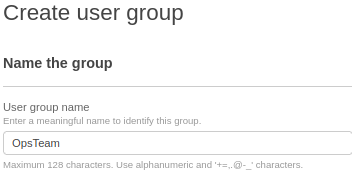 Create user group
Name the group
User group name
Enter a meaningful name to identify this group.
OpsTeam
Maximum 128 characters. Use alphanumeric and '+=,.@-_' characters.